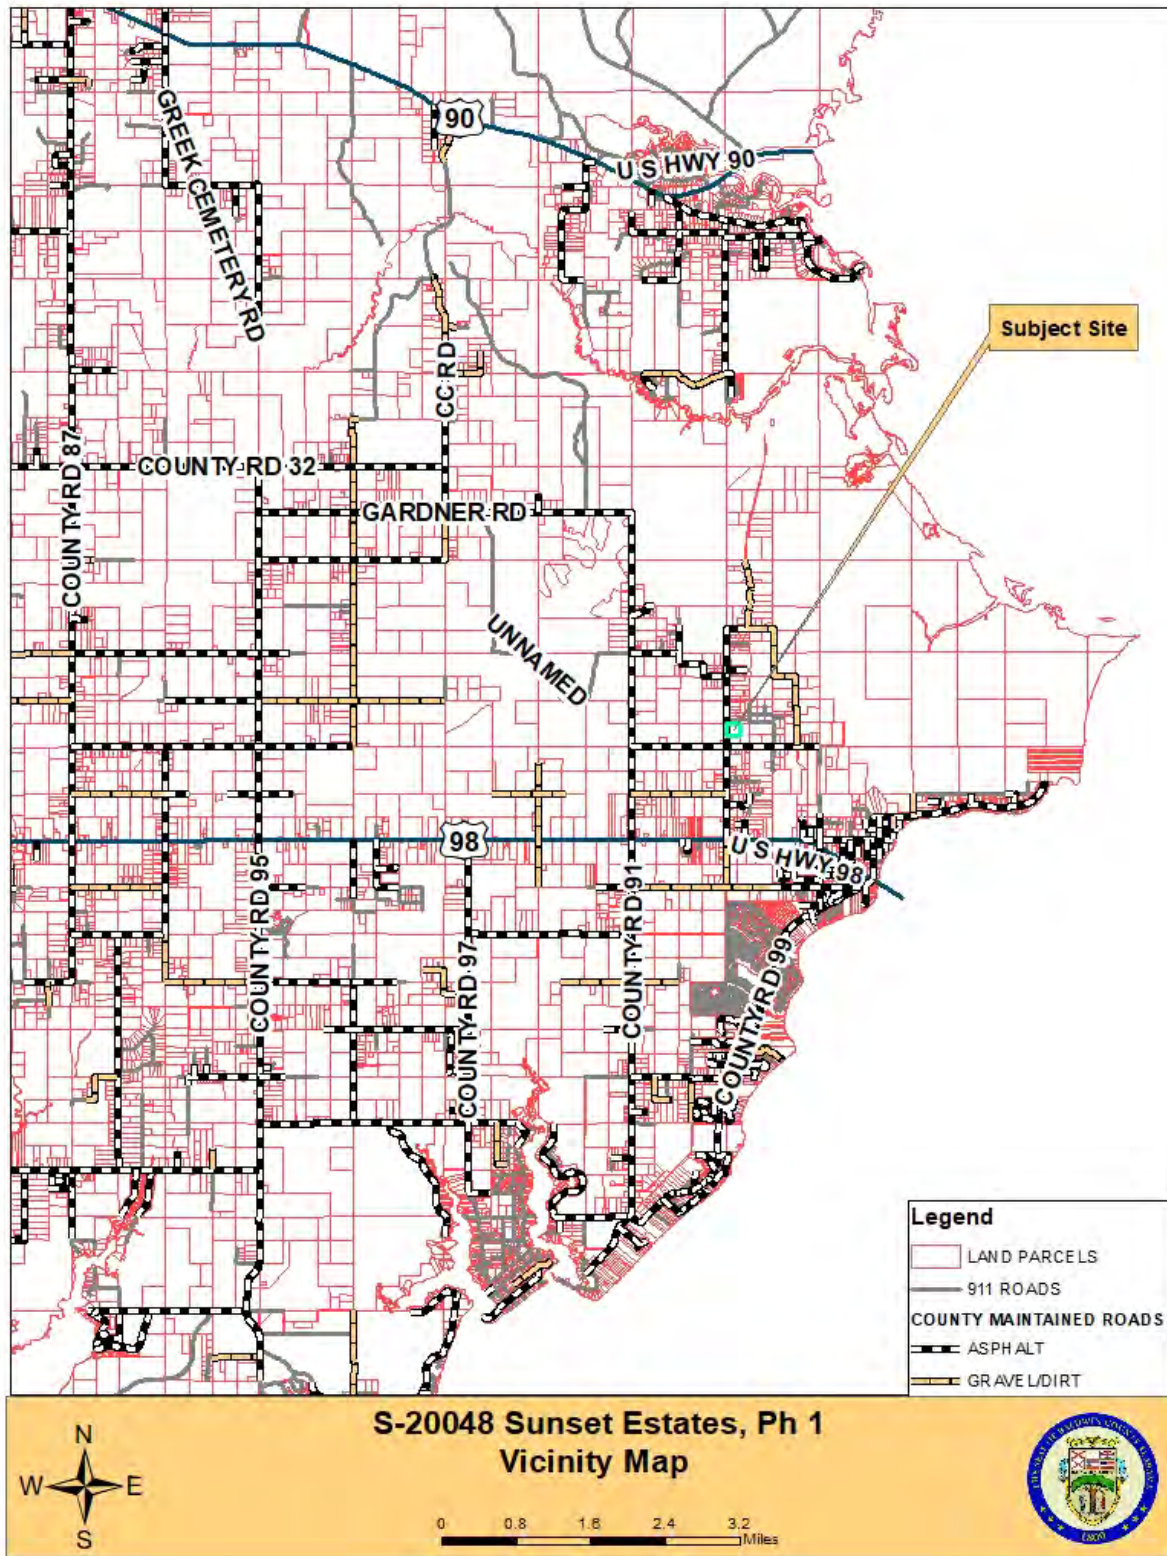 90
U S HWY 90
GREEK CEMETERY RD
Subject Site
CC RD
COUNTY RD 87
COUNTY RD 32
GARDNER RD
UNNAMED
98
U S HWY 98
COUNTY RD 95
COUNTY RD 97
COUNTY RD 91
COUNTY RD 99
Legend
LAND PARCELS
911 ROADS
COUNTY MAINTAINED ROADS
ASPHALT
GRAVEL/DIRT
N
W E
S
S-20048 Sunset Estates, Ph 1
Vicinity Map
0 0.8 1.6 2.4 3.2
Miles
1809